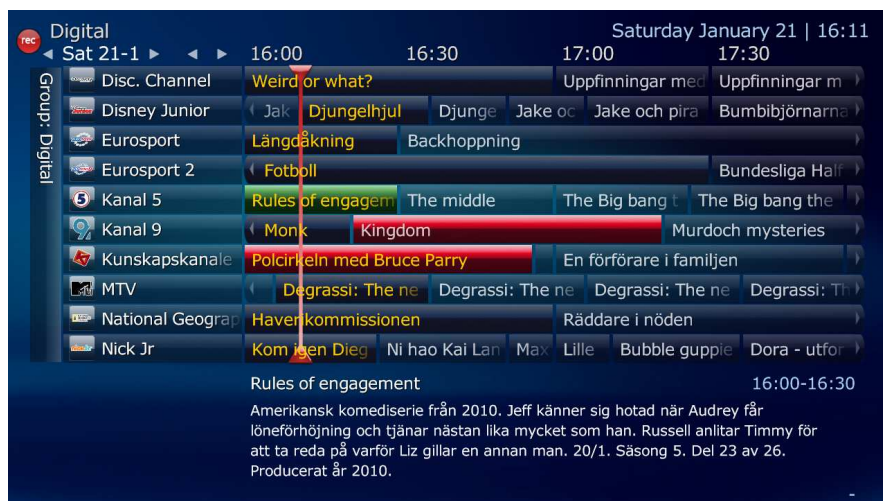 rec Digital Saturday January 21 | 16:11
Sat 21-1 16:00 16:30 17:00 17:30
Group: Digital
Disc. Channel Weird or what? Uppfinningar med Uppfinningar m
Disney Junior Jak Djungelhjul Djunge Jake oc Jake och pira Bumbibjörnarna
Eurosport Längdåkning Backhoppning
Eurosport 2 Fotboll Bundesliga Half
5 Kanal 5 Rules of engagem The middle The Big bang t The Big bang the
9 Kanal 9 Monk Kingdom Murdoch mysteries
Kunskapskanale Polcirkeln med Bruce Parry En förförare i familjen
MTV Degrassi: The ne Degrassi: The ne Degrassi: The ne Degrassi: Th
National Geograp Haverikommissionen Räddare i nöden
Nick Jr Kom igen Dieg Ni hao Kai Lan Max Lille Bubble guppie Dora - utfor
Rules of engagement 16:00-16:30
Amerikansk komediserie från 2010. Jeff känner sig hotad när Audrey får
löneförhöjning och tjänar nästan lika mycket som han. Russell anlitar Timmy för
att ta reda på varför Liz gillar en annan man. 20/1. Säsong 5. Del 23 av 26.
Producerat år 2010.
-